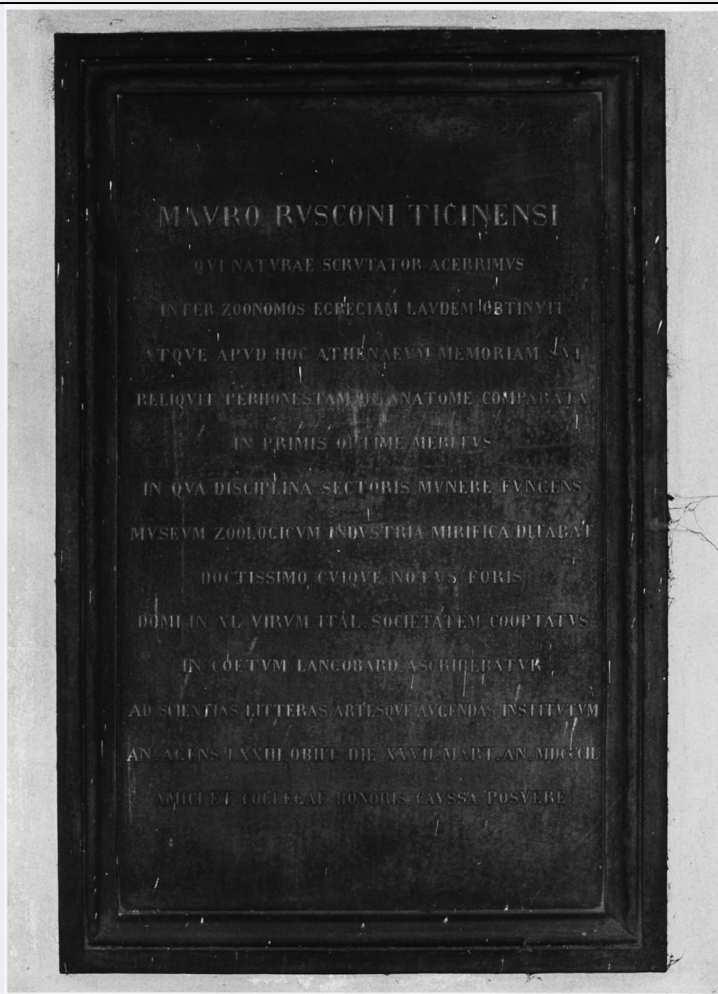 MAVRO RVSCONI TICINENSI
QVI NATVRAE SCRVTATOR ACERRIMVS
INTER ZOONOMOS EGREGIAM LAVDEM OBTINVIT
ATQVE APVD HOC ATHENAEVM MEMORIAM SVI
RELIQVIT PERHONESTAM DE ANATOME COMPARATA
IN PRIMIS OPTIME MERITVS
IN QVA DISCIPLINA SECTORIS MVNERE FVNGENS
MVSEVM ZOOLOGICVM INDVSTRIA MIRIFICA DITABAT
DOCTISSIMO CVIQVE NOTVS FORIS
DOMI IN XL VIRVM ITAL. SOCIETATEM COOPTATVS
IN COETVM LANGOBARD ASCRIBEBATVR
AD SCIENTIAS LITTERAS ARTESQVE AVGENDAS INSTITVTVM
AN. AGENS LXXIII OBIIT DIE XXVII MART. AN.
AMICI ET COLLEGAE HONORIS CAVSSA POSVERE